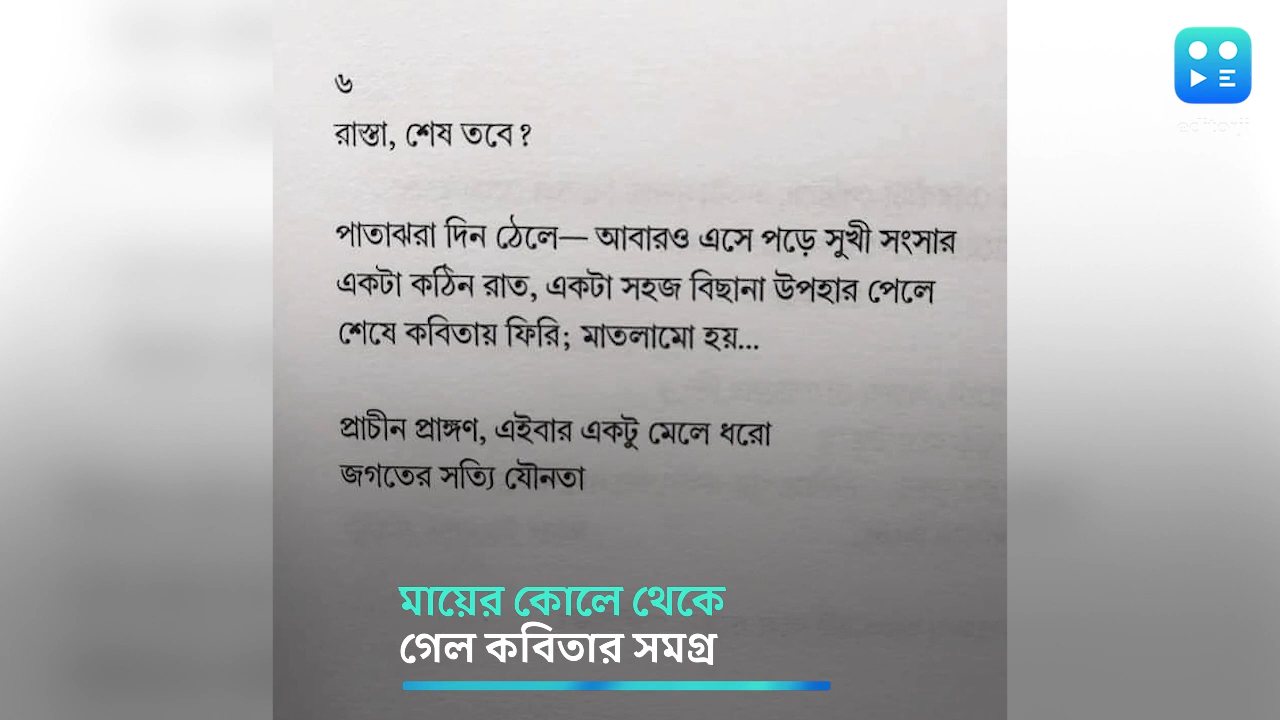 ৬
রাস্তা, শেষ তবে?
পাতাঝরা দিন ঠেলে— আবারও এসে পড়ে সুখী সংসার
একটা কঠিন রাত, একটা সহজ বিছানা উপহার পেলে
শেষে কবিতায় ফিরি; মাতলামো হয়...
প্রাচীন প্রাঙ্গণ, এইবার একটু মেলে ধরো
জগতের সত্যি যৌনতা
মায়ের কোলে থেকে
গেল কবিতার সমগ্র
editorji